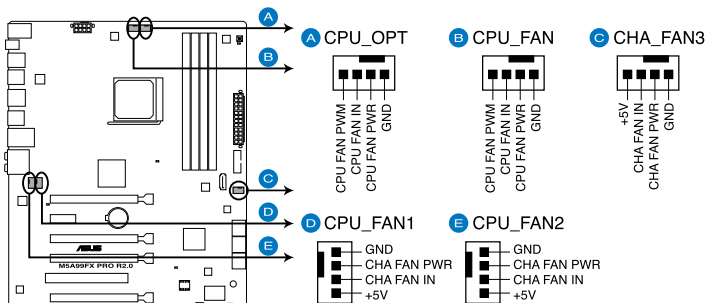 A
B
C
D
E
ASUS
M5A99FX PRO R2.0
A CPU_OPT
CPU FAN PWM
CPU FAN IN
CPU FAN PWR
GND
B CPU_FAN
CPU FAN PWM
CPU FAN IN
CPU FAN PWR
GND
C CHA_FAN3
+5V
CHA FAN IN
CHA FAN PWR
GND
D CPU_FAN1
GND
CHA FAN PWR
CHA FAN IN
+5V
E CPU_FAN2
GND
CHA FAN PWR
CHA FAN IN
+5V